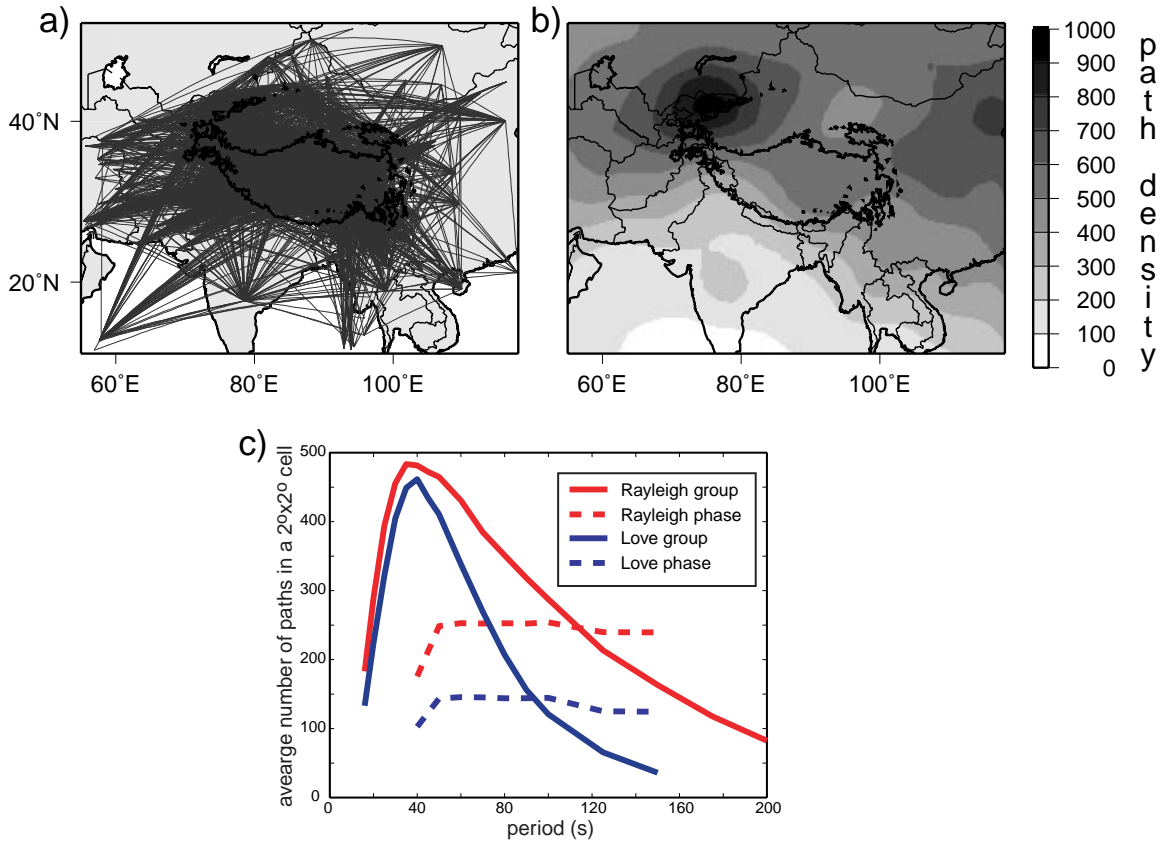 a)
40°N
20°N
60°E
80°E
100°E
b)
60°E
80°E
100°E
1000
900
800
700
600
500
400
300
200
100
0
path density
c)
avearge number of paths in a 2ºx2º cell
500
400
300
200
100
0
0
40
80
120
160
200
period (s)
Rayleigh group
Rayleigh phase
Love group
Love phase